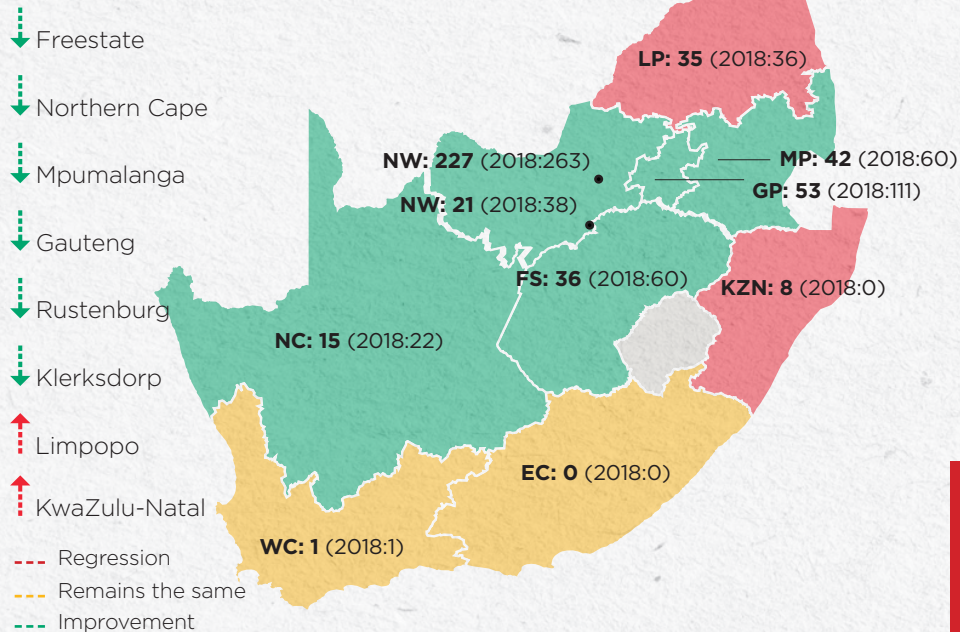 Freestate
Northern Cape
Mpumalanga
Gauteng
Rustenburg
Klerksdorp
Limpopo
KwaZulu-Natal
Regression
Remains the same
Improvement
LP: 35 (2018:36)
NW: 227 (2018:263)
MP: 42 (2018:60)
GP: 53 (2018:111)
NW: 21 (2018:38)
FS: 36 (2018:60)
KZN: 8 (2018:0)
NC: 15 (2018:22)
EC: 0 (2018:0)
WC: 1 (2018:1)